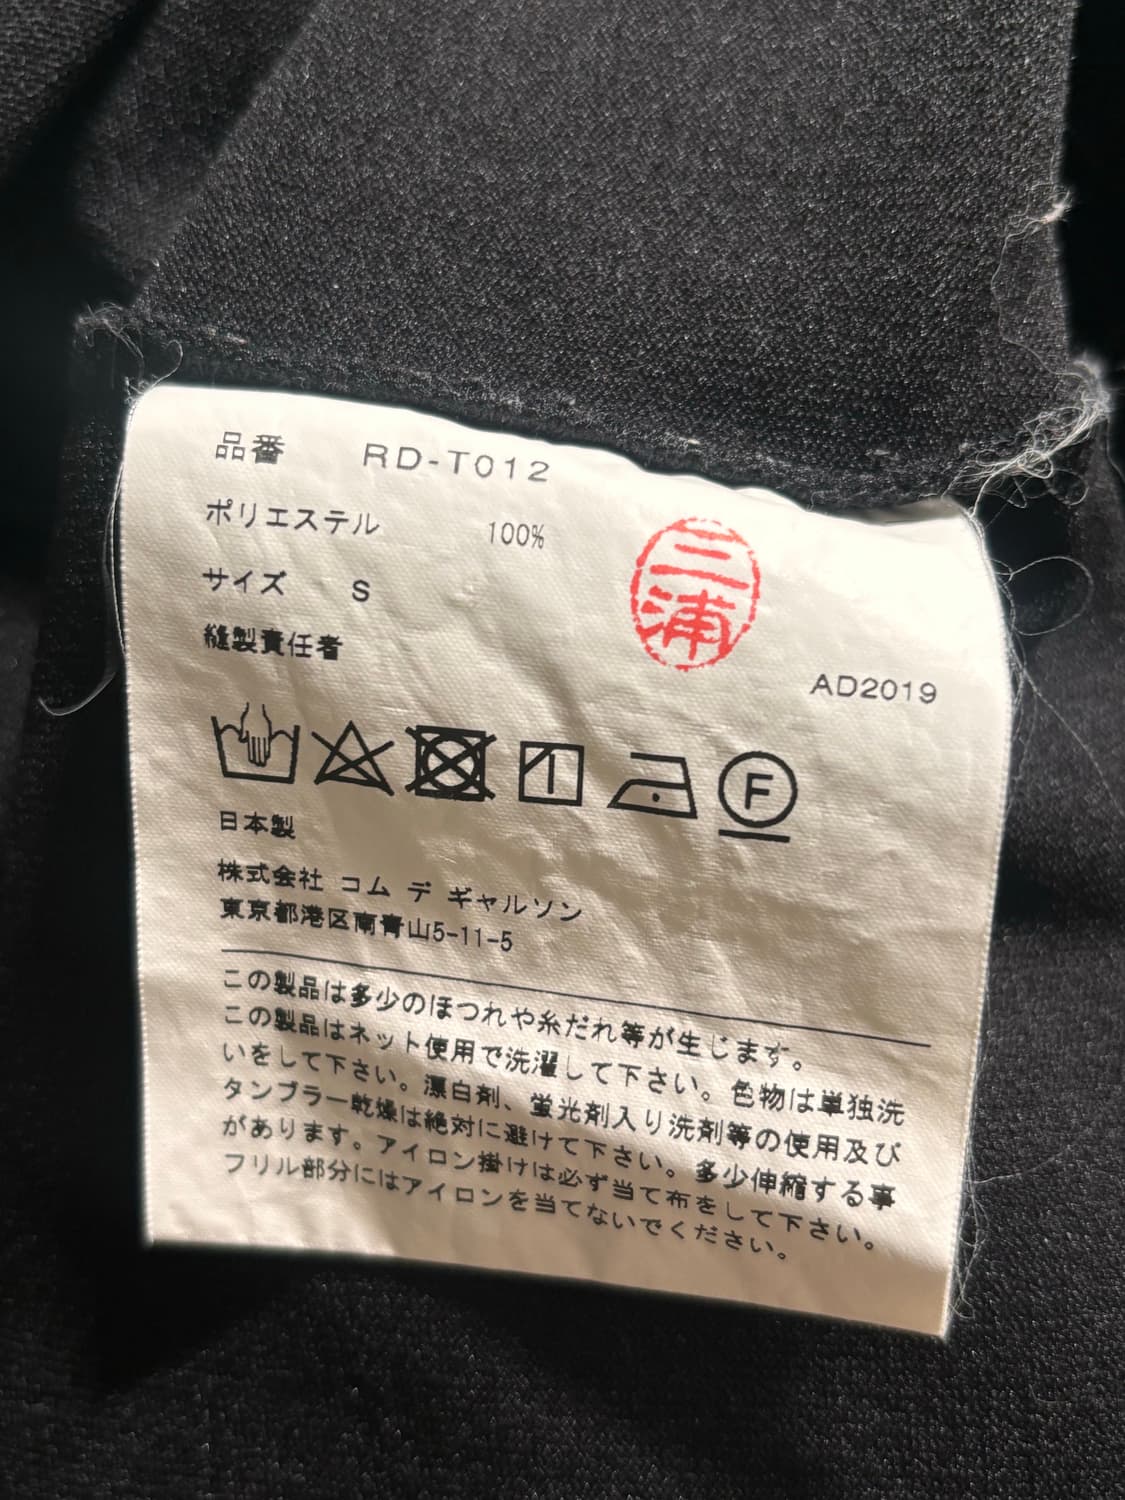 品番 RD-T012
ポリエステル 100%
サイズ S
縫製責任者
三浦
AD2019
F
日本製
株式会社 コム デ ギャルソン
東京都港区南青山5-11-5
この製品は多少のほつれや糸だれ等が生じます。
この製品はネット使用で洗濯して下さい。色物は単独洗
いをして下さい。漂白剤、蛍光剤入り洗剤等の使用及び
タンブラー乾燥は絶対に避けて下さい。多少伸縮する事
があります。アイロン掛けは必ず当て布をして下さい。
フリル部分にはアイロンを当てないでください。